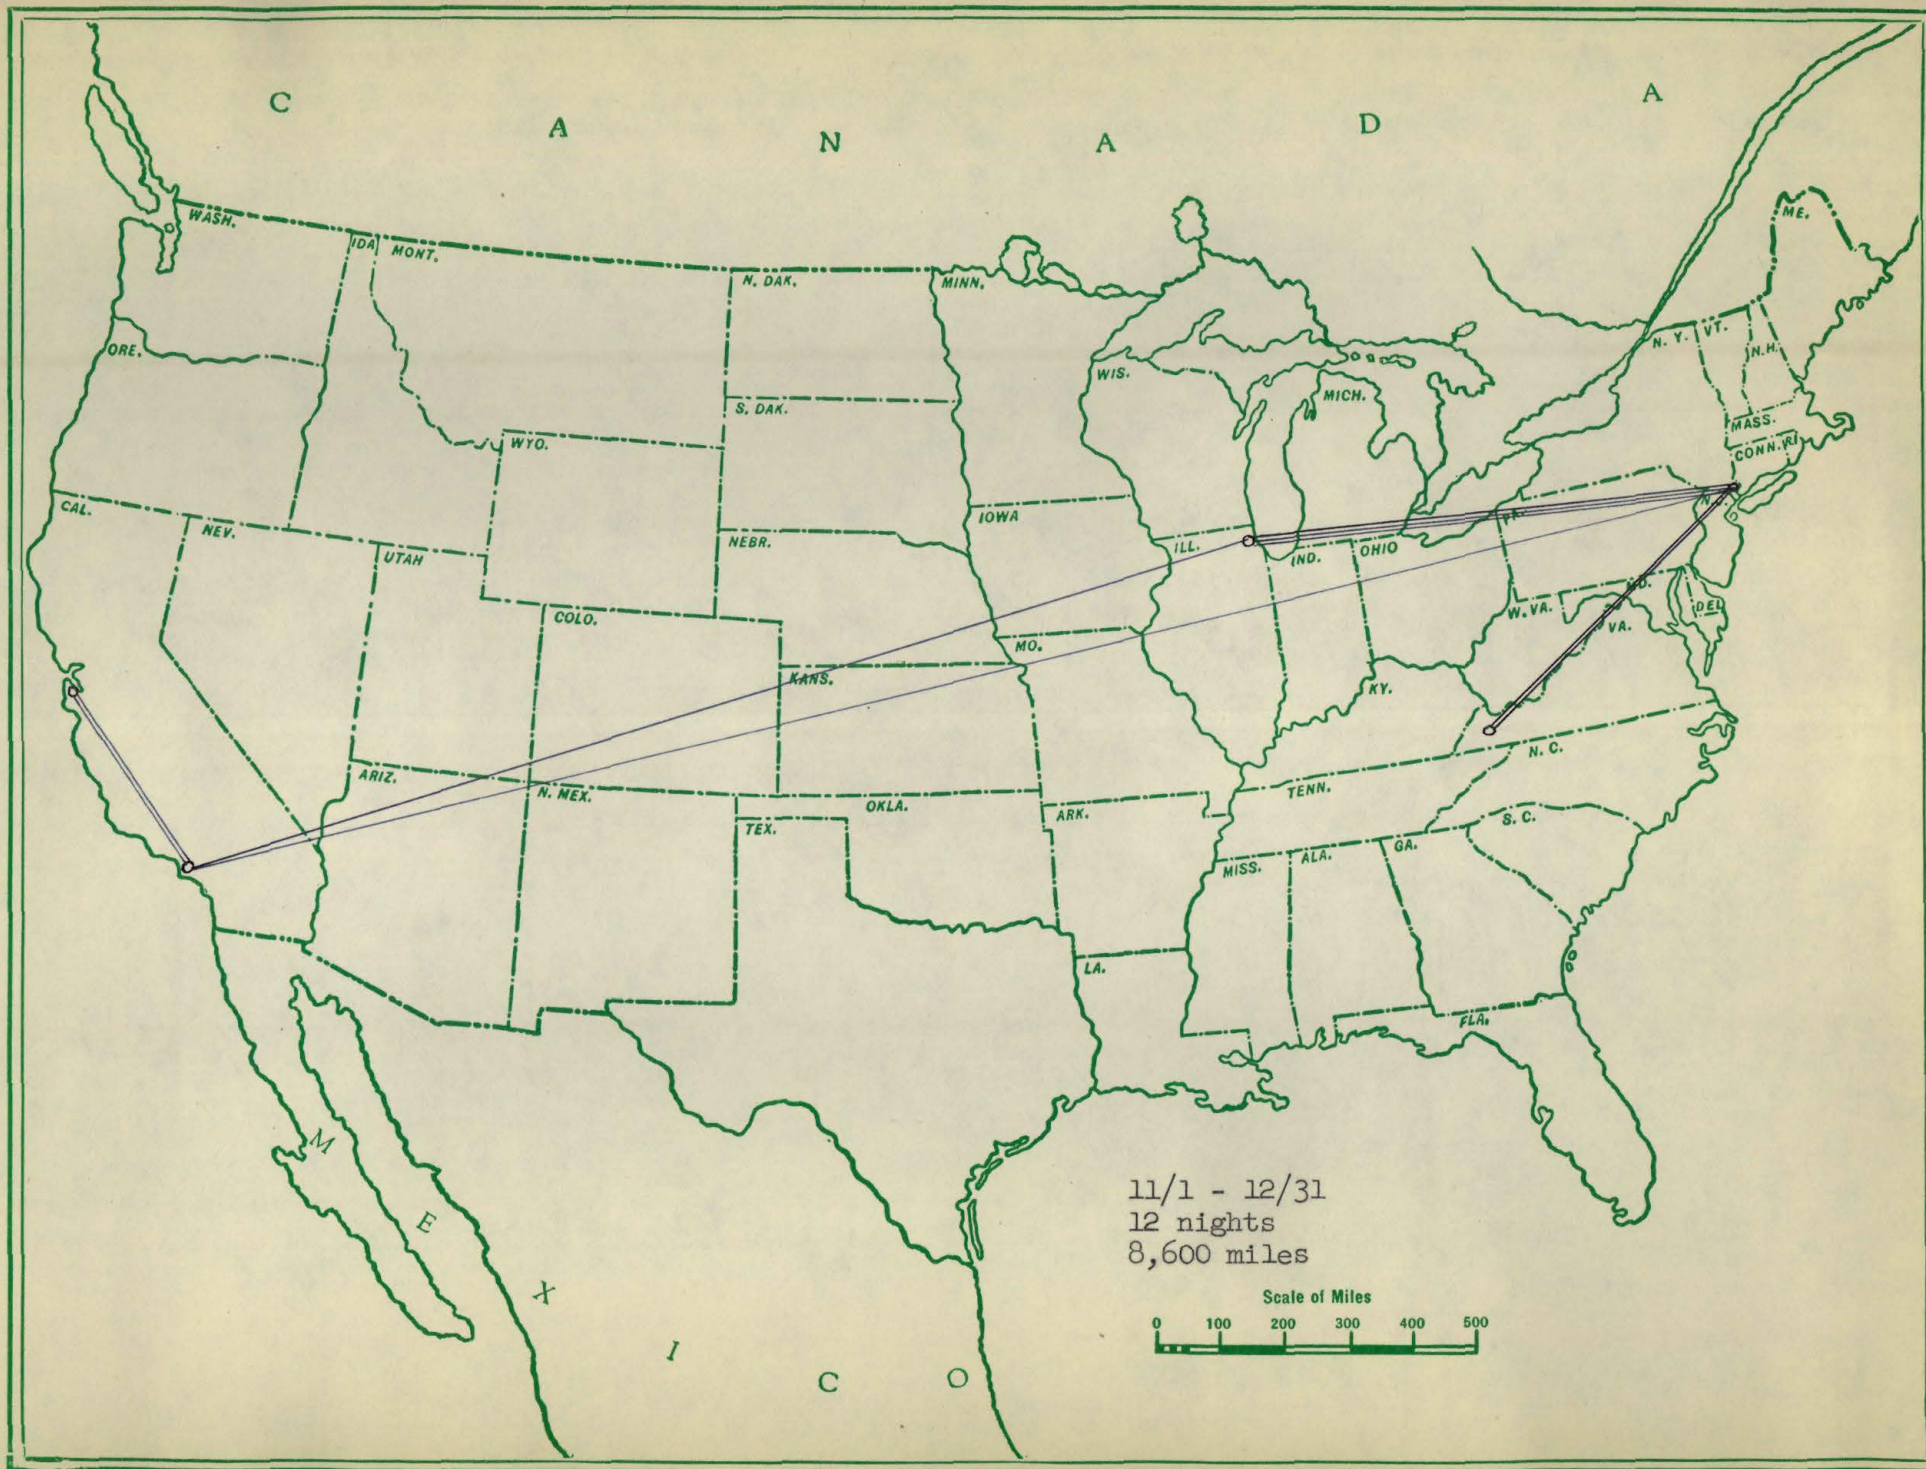 C A N A D A
WASH.
IDA
MONT.
N. DAK.
MINN.
ME.
ORE.
S. DAK.
WIS.
MICH.
N. Y.
VT.
N.H.
MASS.
CONN.
RI
WYO.
CAL.
NEV.
UTAH
NEBR.
IOWA
ILL.
IND.
OHIO
PA.
N.
COLO.
KANS.
MO.
KY.
W. VA.
VA.
MD.
DEL
ARIZ.
N. MEX.
OKLA.
TEX.
ARK.
TENN.
N. C.
S. C.
MISS.
ALA.
GA.
LA.
FLA.
M E X I C O
11/1 - 12/31
12 nights
8,600 miles
Scale of Miles
0 100 200 300 400 500